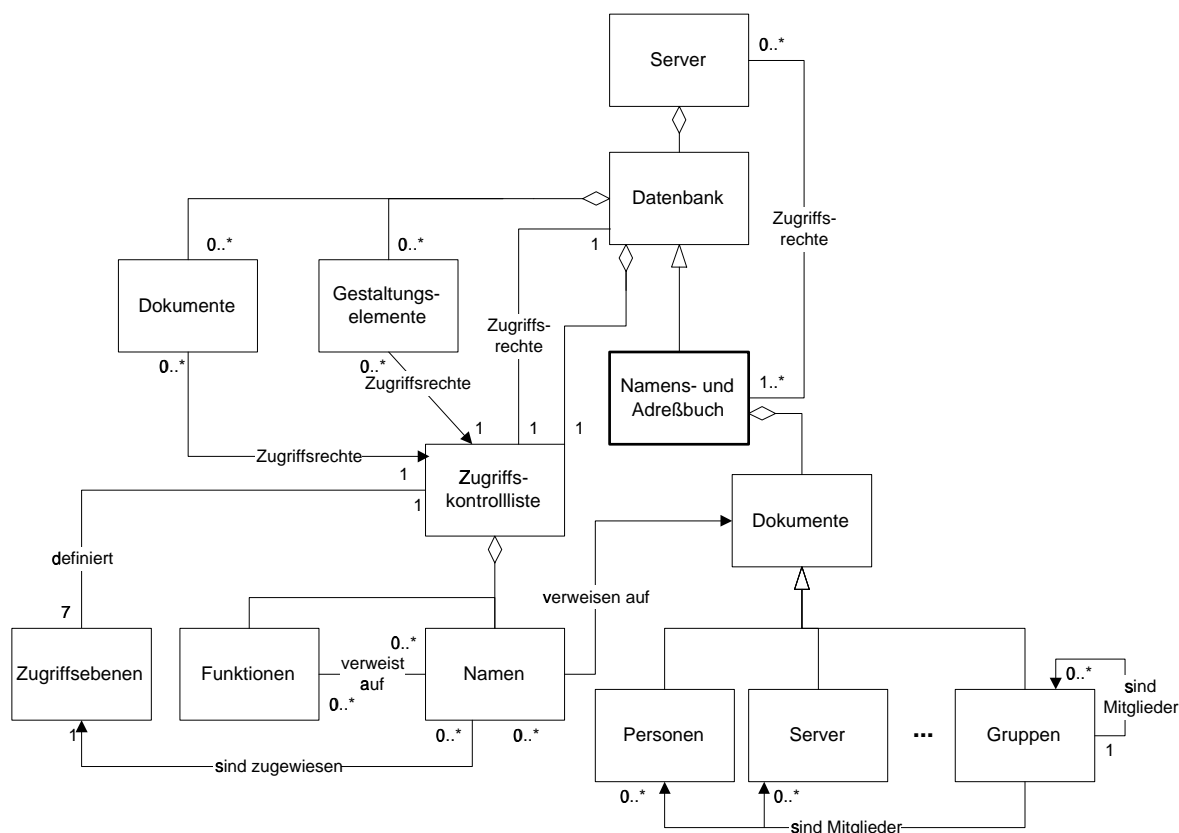 Server
0..*
Datenbank
Zugriffs-
rechte
1
0..*
0..*
Dokumente
Gestaltungs-
elemente
Zugriffs-
rechte
0..*
0..*
Zugriffsrechte
Namens- und
Adreßbuch
1..*
1
1
1
Zugriffsrechte
1
Zugriffs-
kontrollliste
1
Dokumente
definiert
verweisen auf
7
0..*
Zugriffsebenen
Funktionen
verweist
auf
Namen
0..*
0..*
sind
Mitglieder
1
0..*
0..*
Personen
Server
...
Gruppen
1
sind zugewiesen
0..*
0..*
sind Mitglieder